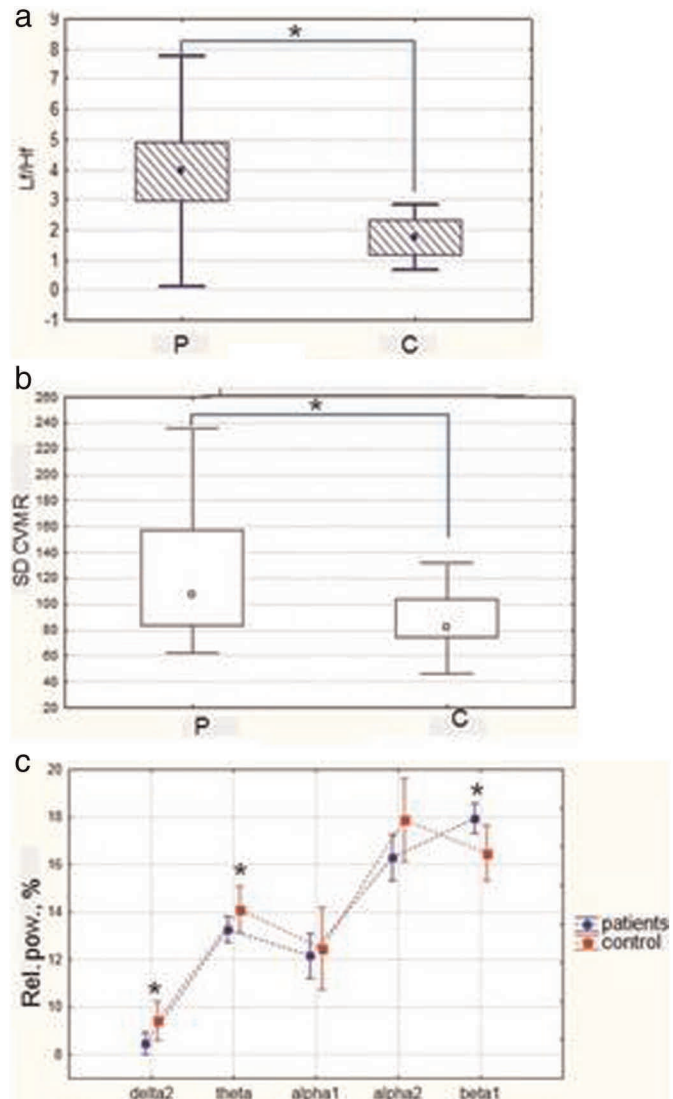 a
9
*
8
7
6
5
4
3
2
1
0
-1
Lf/Hf
P
C
b
260
*
240
220
200
180
160
140
120
100
80
60
40
20
SD CVMR
P
C
c
20
18
16
14
12
10
8
Rel. pow., %
*
*
*
patients
control
delta2 theta alpha1 alpha2 beta1